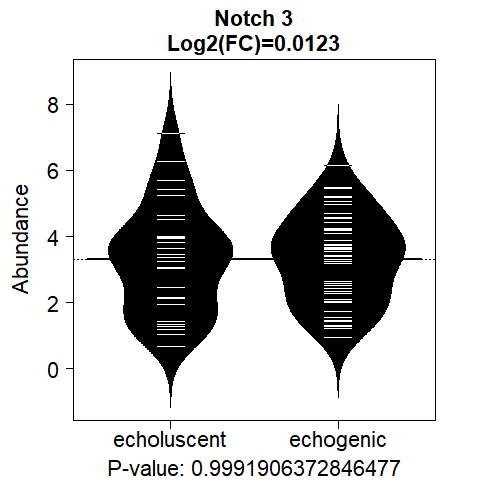 Notch 3
Log2(FC)=0.0123
Abundance
8
6
4
2
0
echoluscent echogenic
P-value: 0.9991906372846477